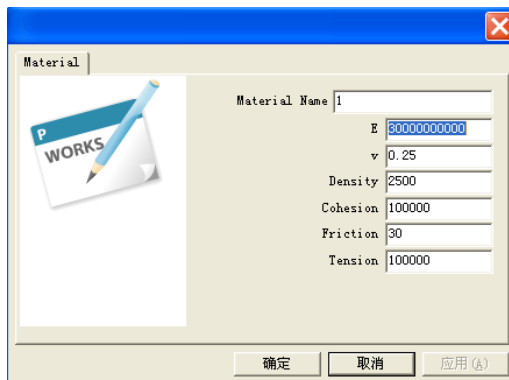 Material
P
WORKS
Material Name 1
E 30000000000
v 0.25
Density 2500
Cohesion 100000
Friction 30
Tension 100000
确定 取消 应用(A)